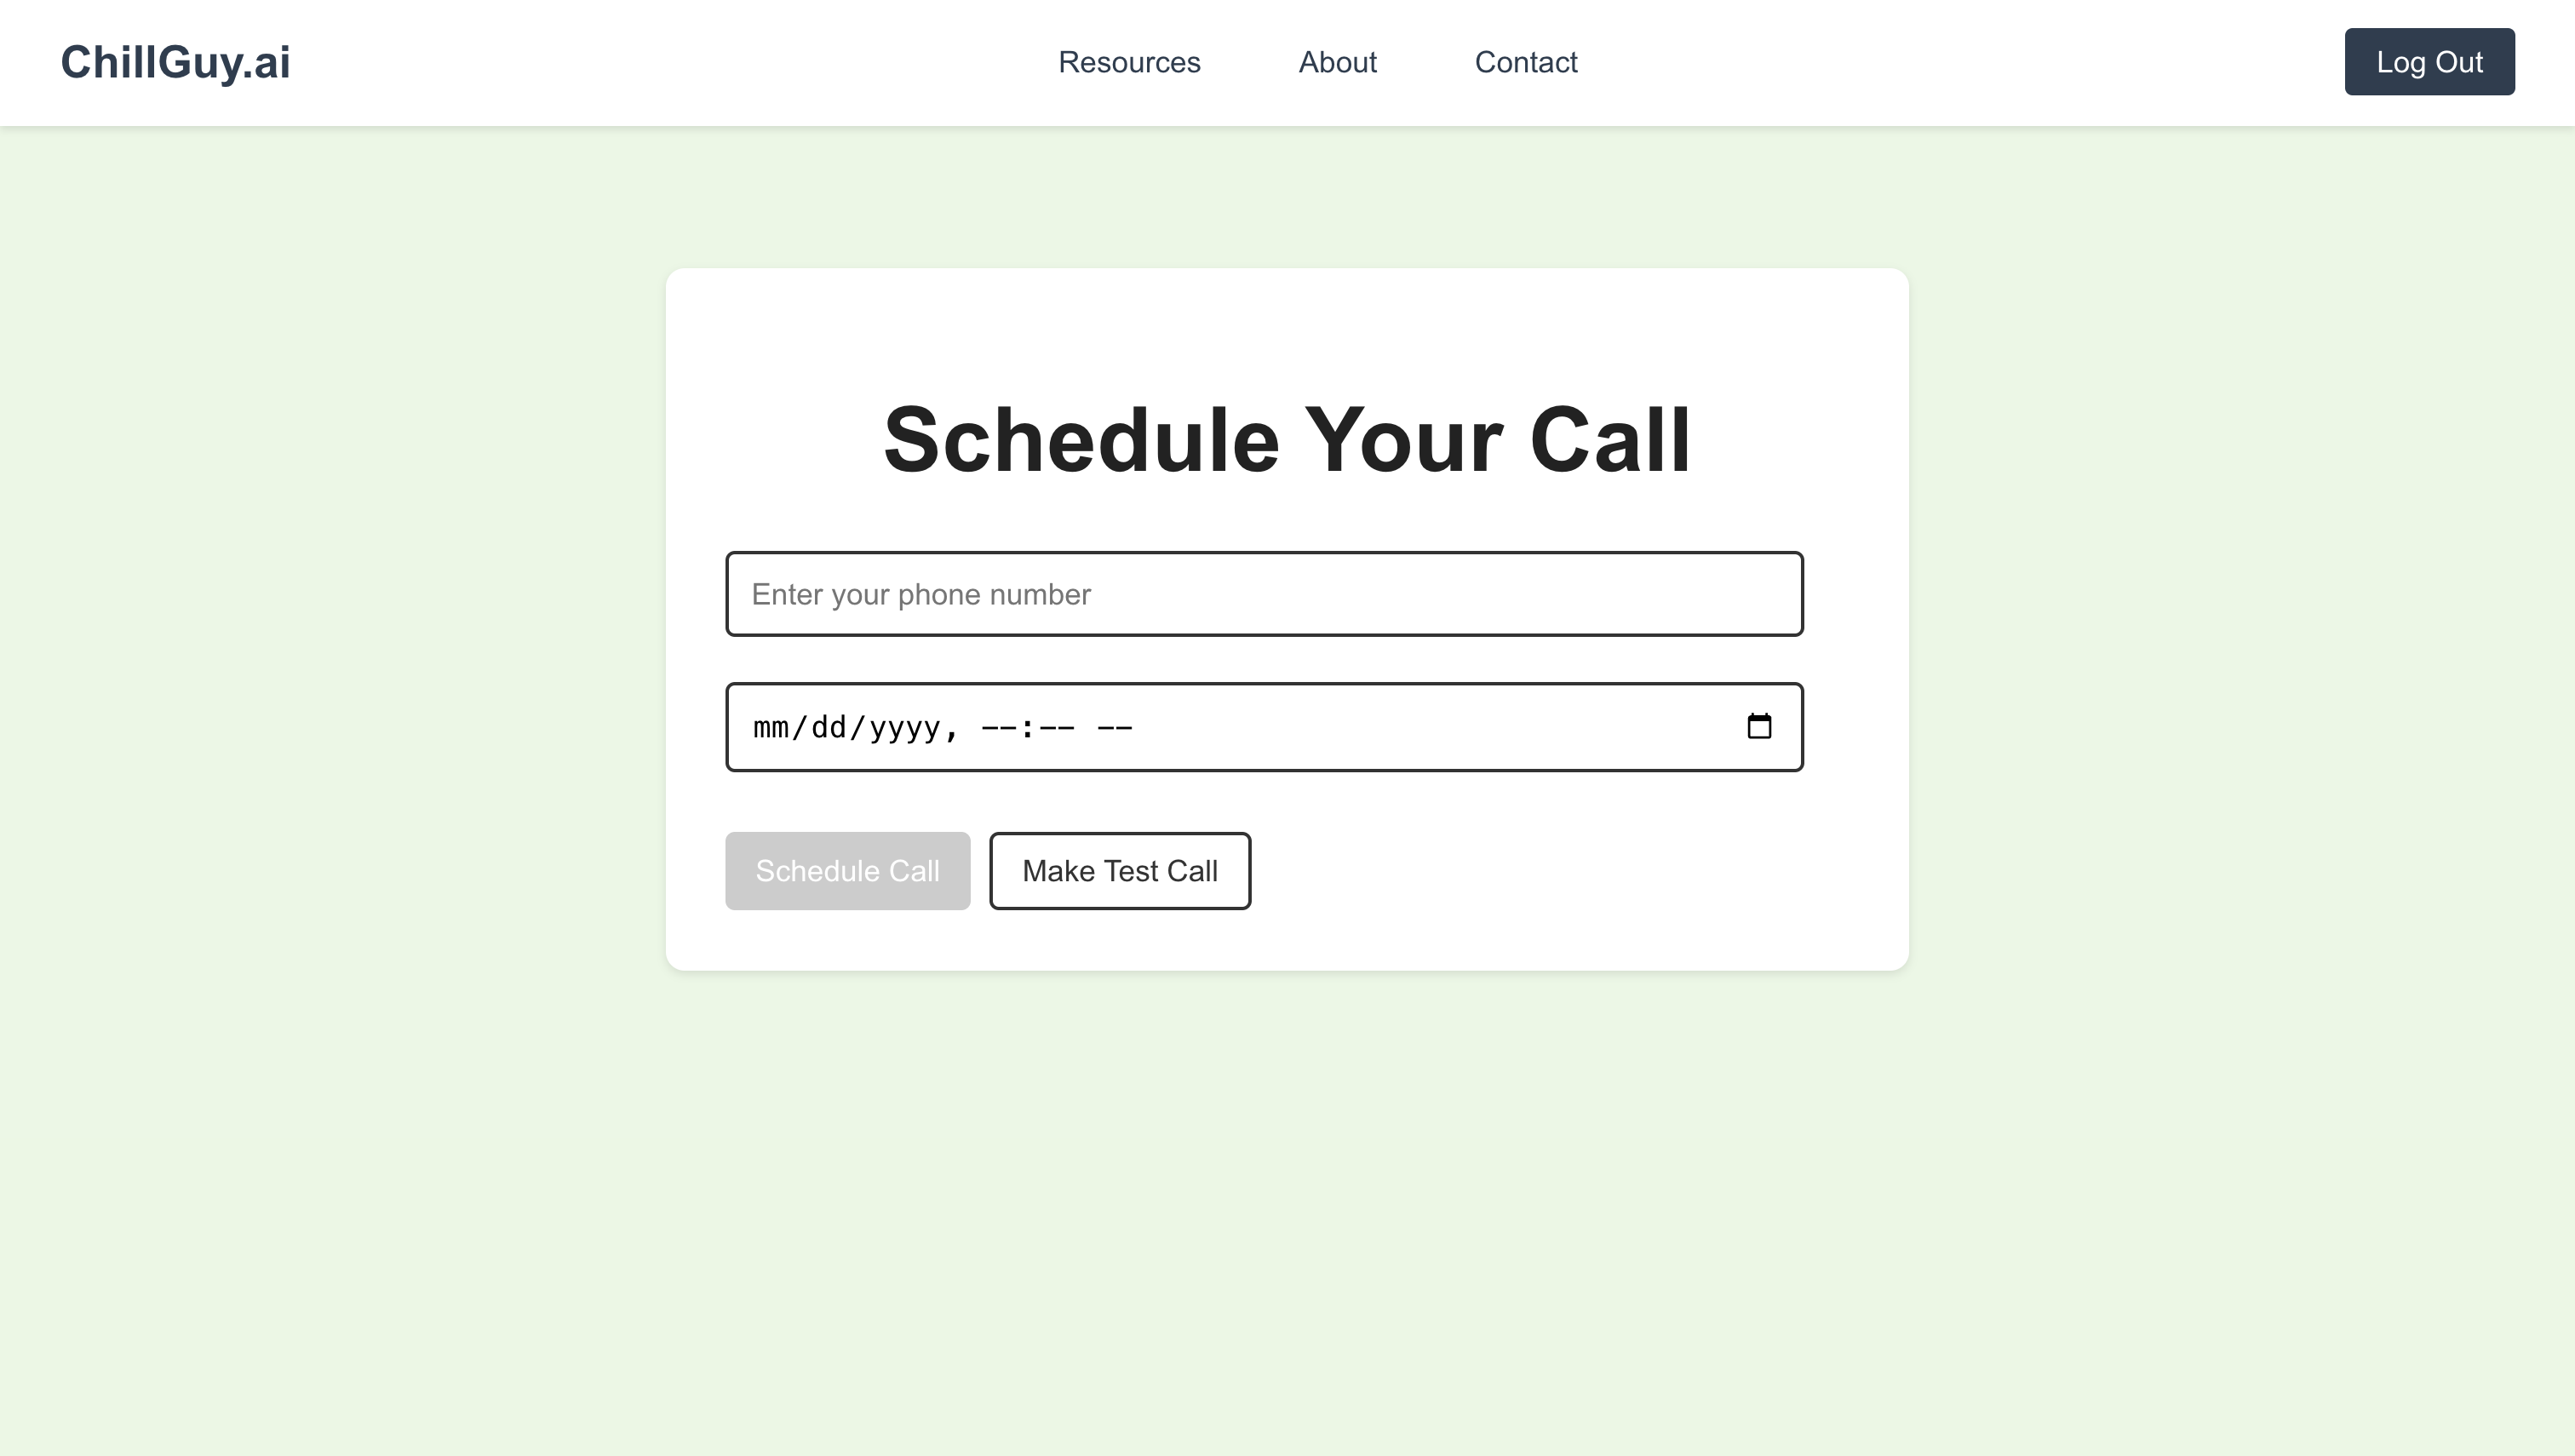 ChillGuy.ai
Resources
About
Contact
Log Out
Schedule Your Call
Enter your phone number
mm/dd/yyyy, --:-- --
Schedule Call
Make Test Call